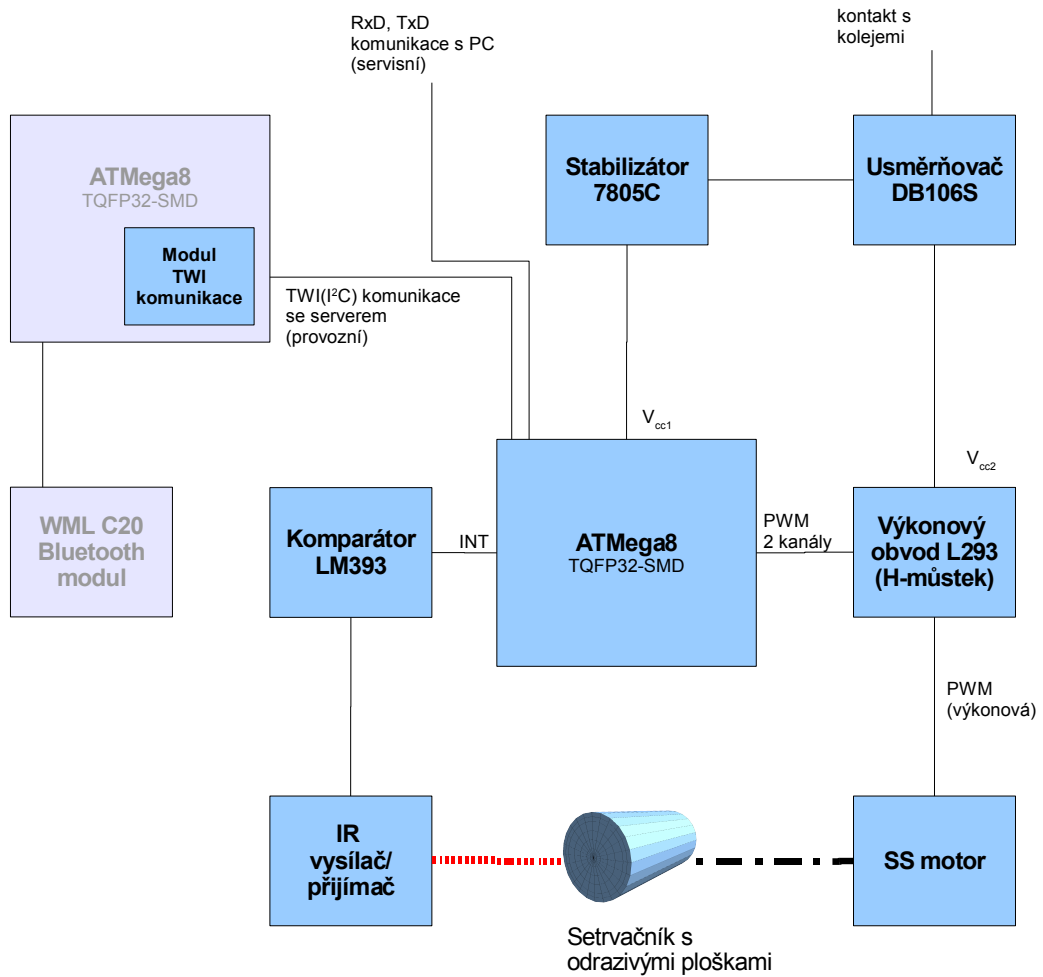 RxD, TxD
komunikace s PC
(servisní)
kontakt s
kolejemi
ATMega8
TQFP32-SMD
Modul
TWI
komunikace
Stabilizátor
7805C
Usměrňovač
DB106S
TWI(I²C) komunikace
se serverem
(provozní)
Vcc1
Vcc2
WML C20
Bluetooth
modul
Komparátor
LM393
INT
ATMega8
TQFP32-SMD
PWM
2 kanály
Výkonový
obvod L293
(H-můstek)
PWM
(výkonová)
IR
vysílač/
přijímač
SS motor
Setrvačník s
odrazivými ploškami